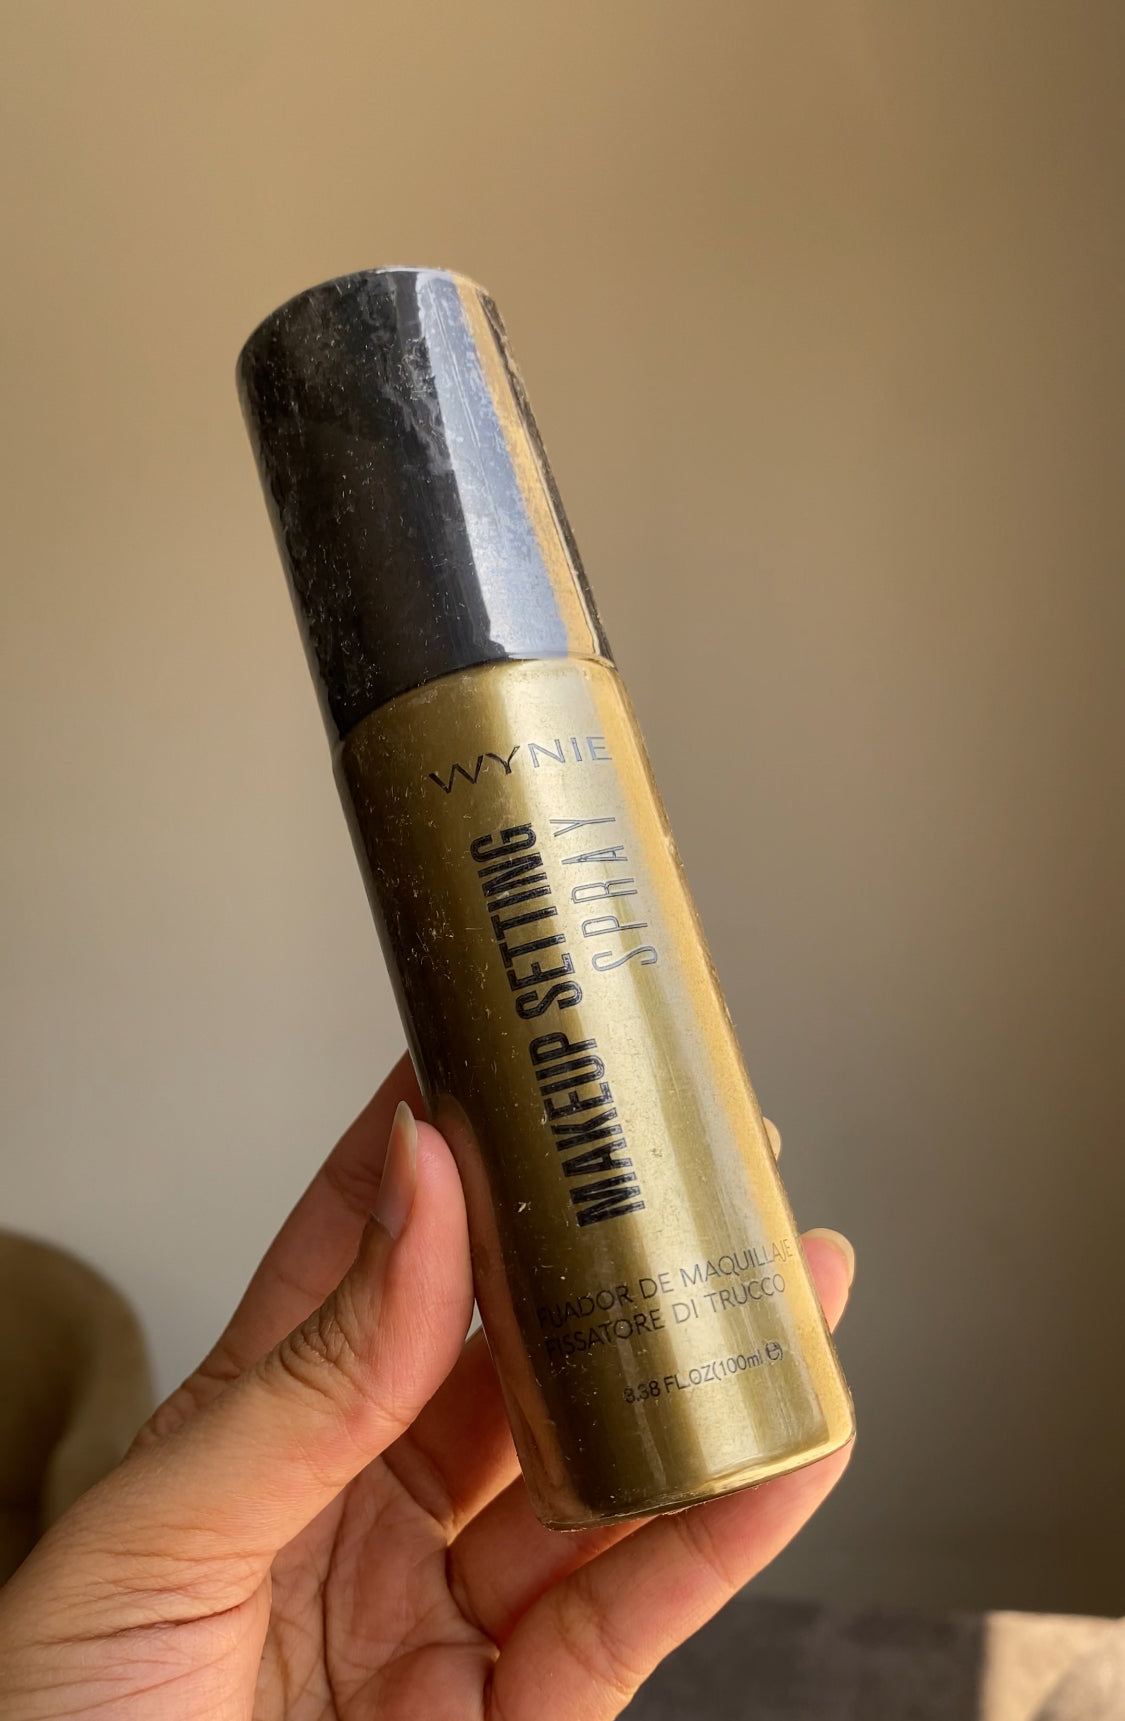 WYNIE
MAKEUP SETTING
SPRAY
FIJADOR DE MAQUILLAJE
FISSATORE DI TRUCCO
3.38 FL.OZ(100ml ℮)